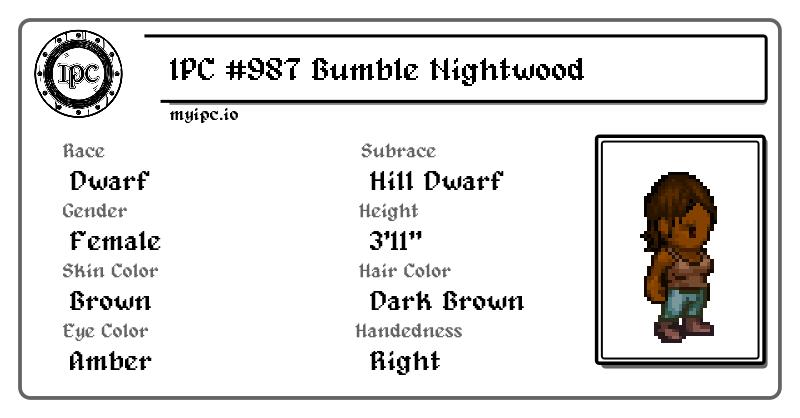 IPC
IPC #987 Bumble Nightwood
myipc.io
Race
Dwarf
Subrace
Hill Dwarf
Gender
Female
Height
3'11"
Skin Color
Brown
Hair Color
Dark Brown
Eye Color
Amber
Handedness
Right